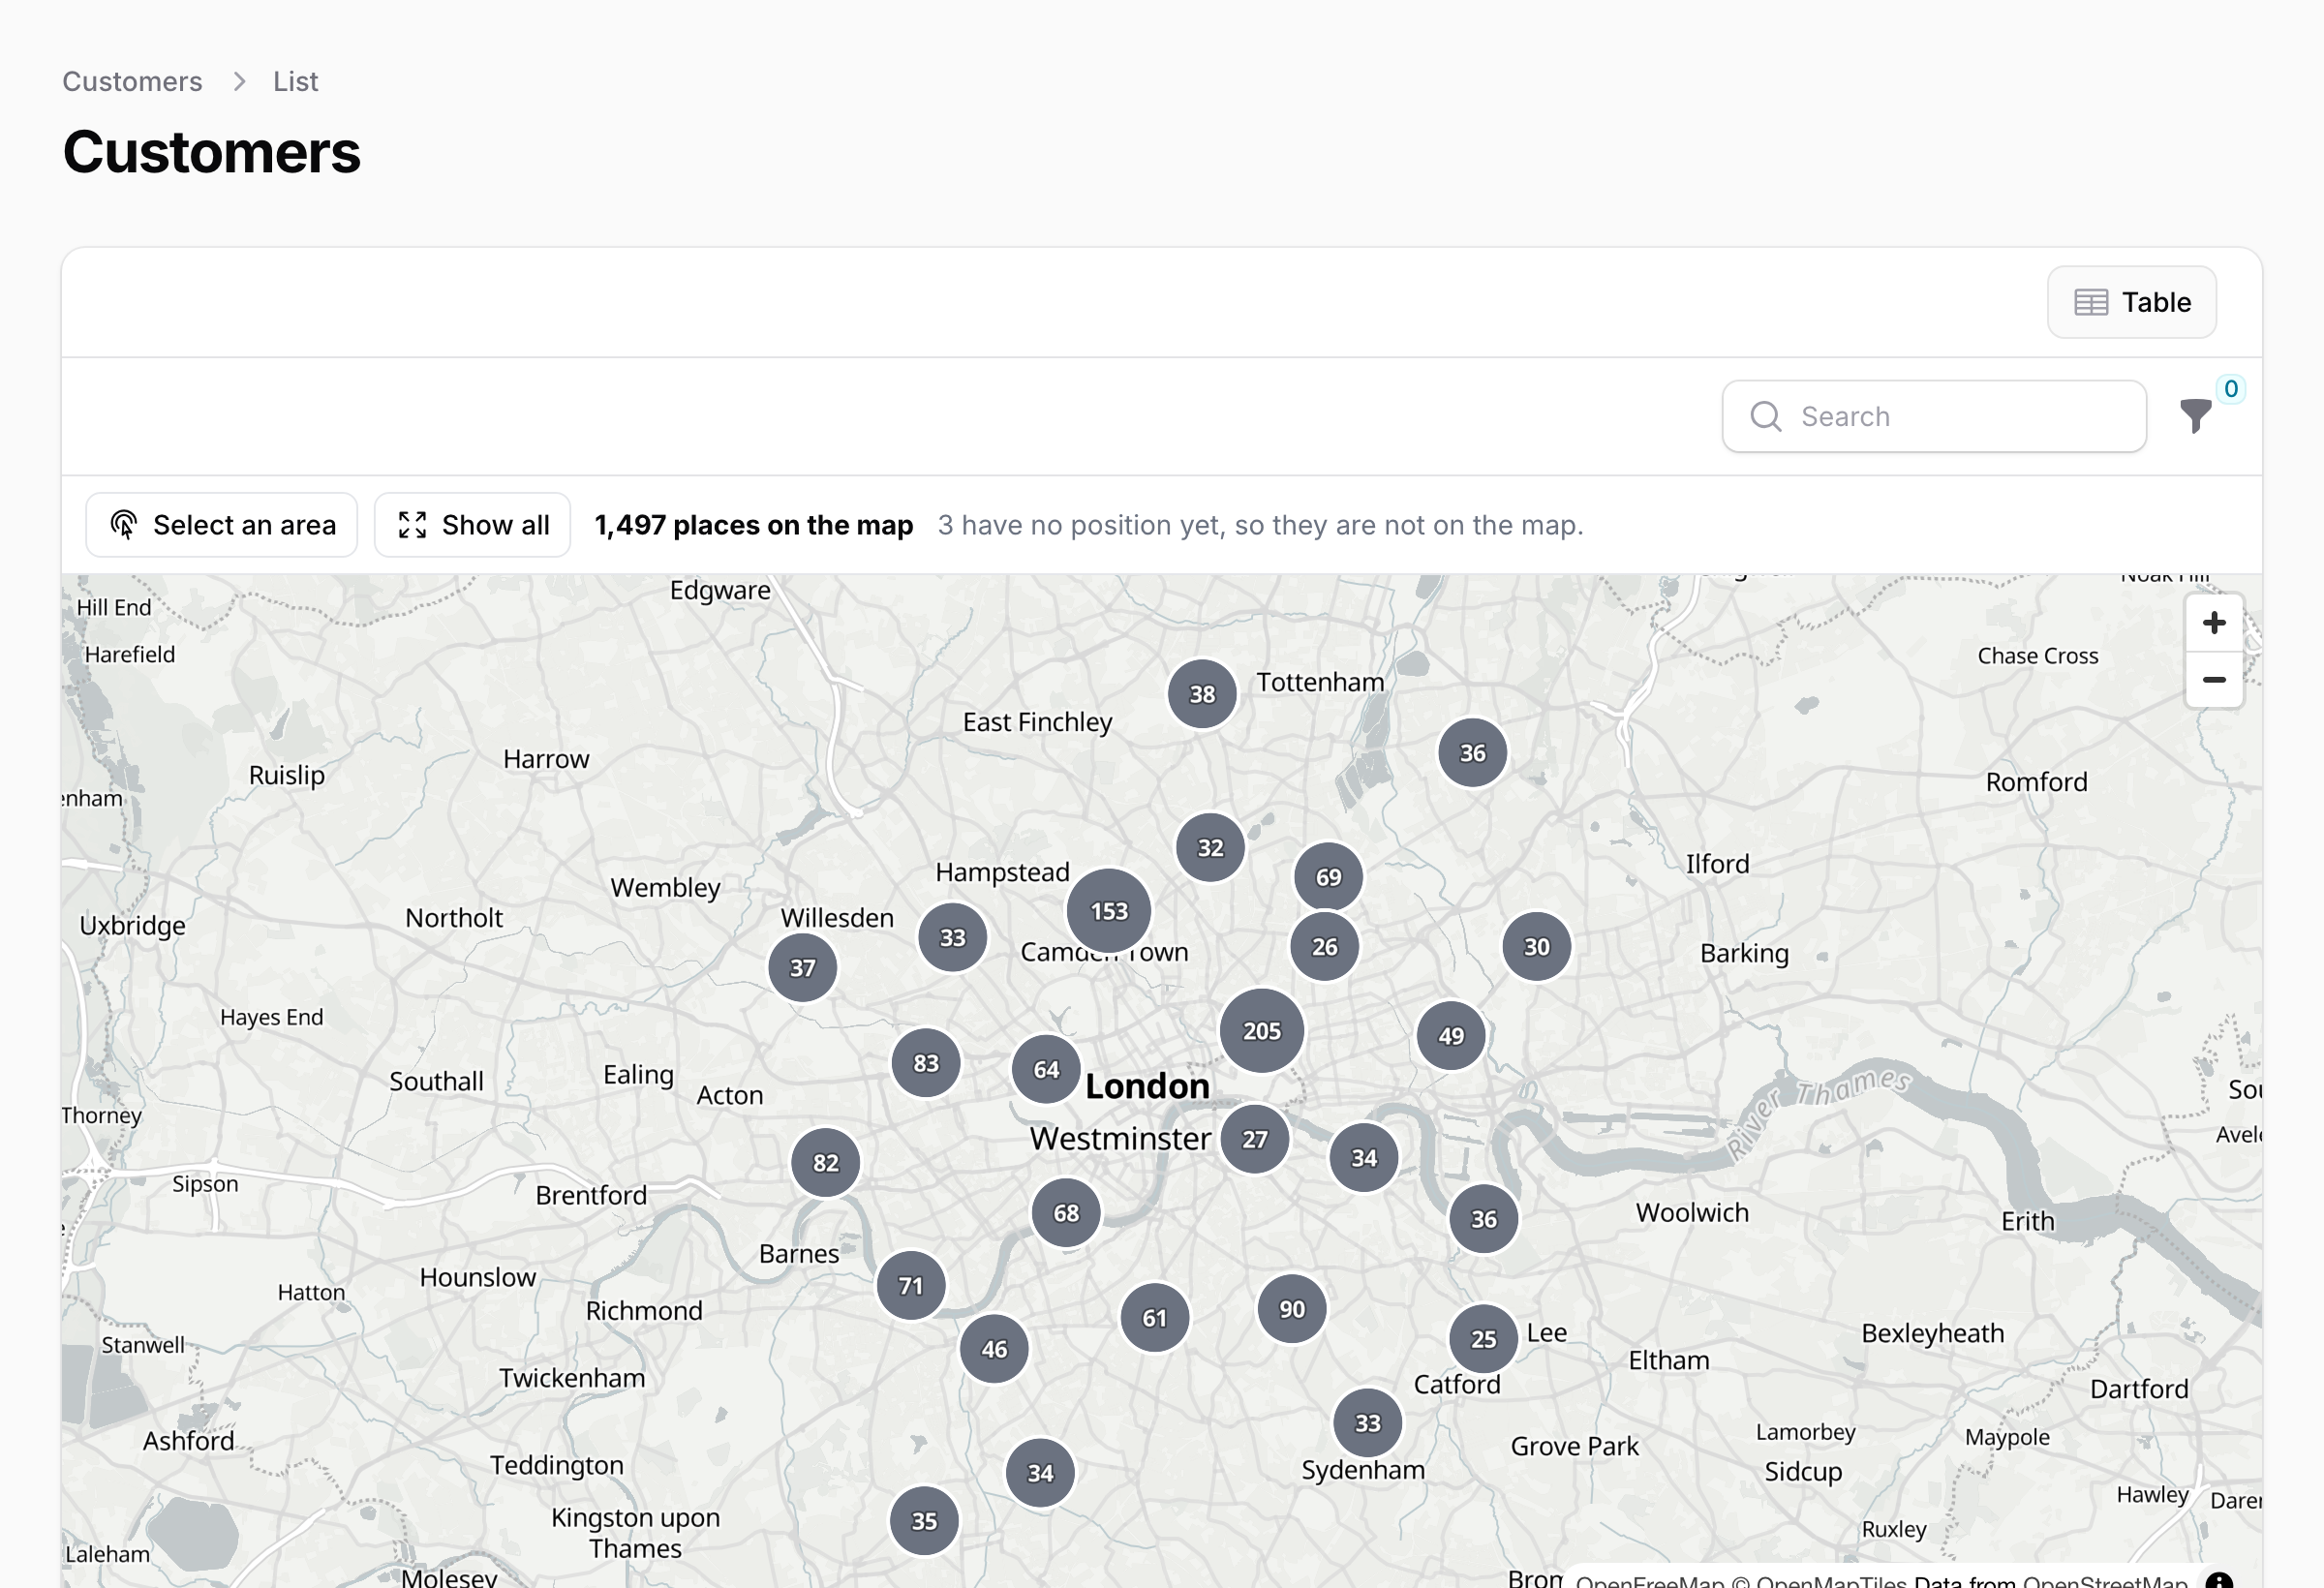 Customers > List
Customers
Table
Search
0
Select an area
Show all
1,497 places on the map
3 have no position yet, so they are not on the map.
Edgware
Hill End
Harefield
Chase Cross
+
−
38
Tottenham
East Finchley
36
Harrow
Ruislip
Romford
32
Ilford
Hampstead
69
Wembley
153
Northolt
Willesden
Uxbridge
33
26
30
Barking
Camden Town
37
Hayes End
205
49
83
64
Southall
Ealing
London
Acton
River Thames
Thorney
Westminster
27
34
82
Sipson
Brentford
68
36
Woolwich
Erith
Barnes
Hounslow
71
Hatton
Richmond
61
90
Stanwell
46
25
Lee
Bexleyheath
Eltham
Twickenham
Catford
Dartford
33
Ashford
Lamorbey
Maypole
Grove Park
Teddington
34
Sydenham
Sidcup
Hawley
Kingston upon
Thames
35
Ruxley
Laleham
Molesey
OpenFreeMap © OpenMapTiles Data from OpenStreetMap